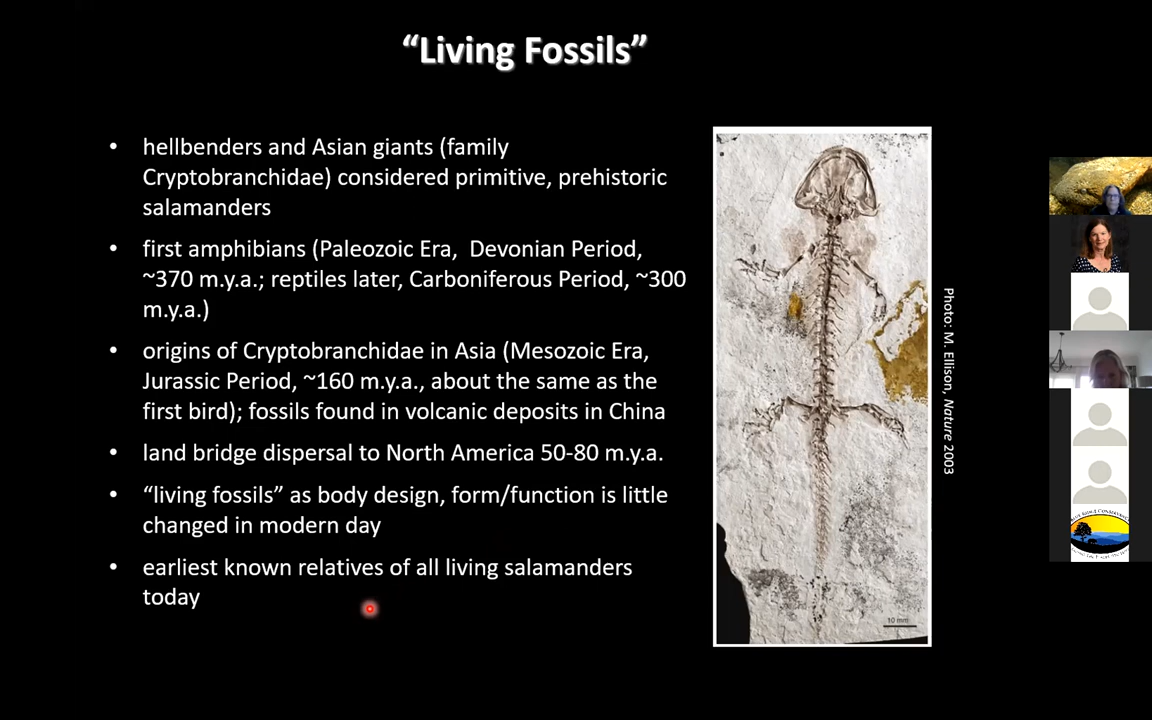 “Living Fossils”
• hellbenders and Asian giants (family
Cryptobranchidae) considered primitive, prehistoric
salamanders
• first amphibians (Paleozoic Era, Devonian Period,
~370 m.y.a.; reptiles later, Carboniferous Period, ~300
m.y.a.)
• origins of Cryptobranchidae in Asia (Mesozoic Era,
Jurassic Period, ~160 m.y.a., about the same as the
first bird); fossils found in volcanic deposits in China
• land bridge dispersal to North America 50-80 m.y.a.
• “living fossils” as body design, form/function is little
changed in modern day
• earliest known relatives of all living salamanders
today
10 mm
Photo: M. Ellison, Nature 2003